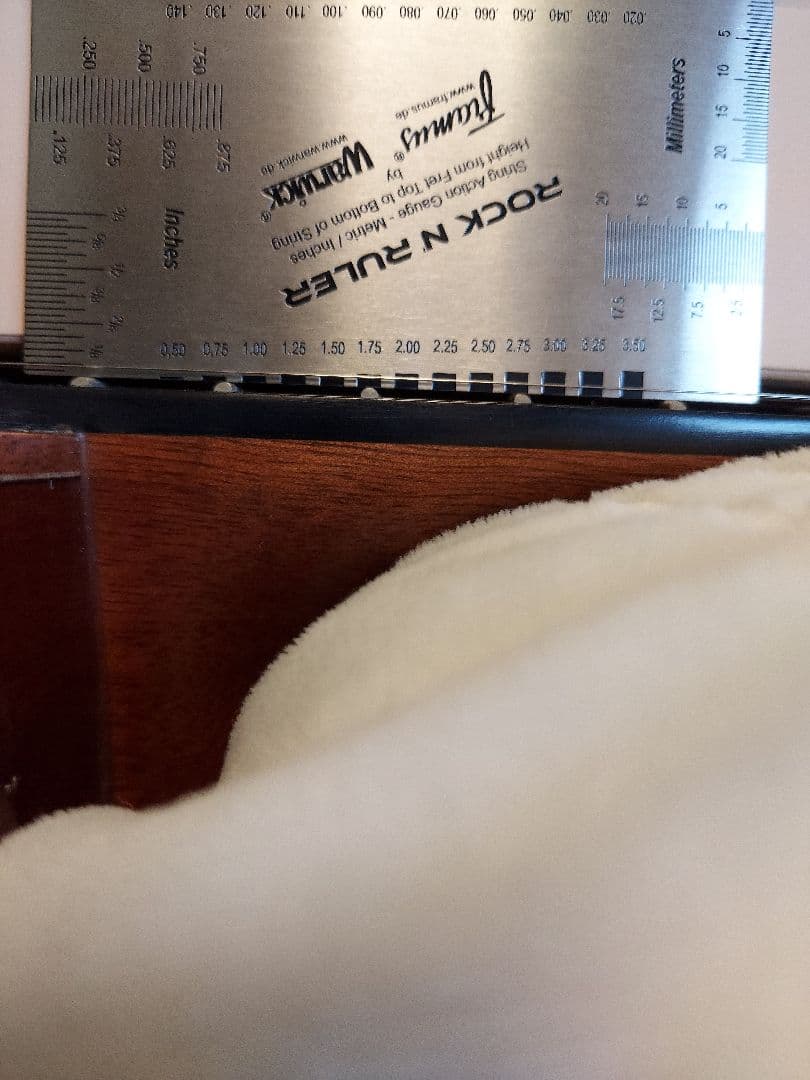 .020 .030 .040 .050 .060 .070 .080 .090 .100 .110 .120 .130 .140
ROCK N' RULER
String Action Gauge - Metric / Inches
Height from Fret Top to Bottom of String
by
Framus® Warwick®
www.framus.de www.warwick.de
Inches
.250 .500 .750
.125 .375 .625 .875
Millimeters
5 10 15 20
5 10 15 20
2.5 7.5 12.5 17.5
0.50 0.75 1.00 1.25 1.50 1.75 2.00 2.25 2.50 2.75 3.00 3.25 3.50